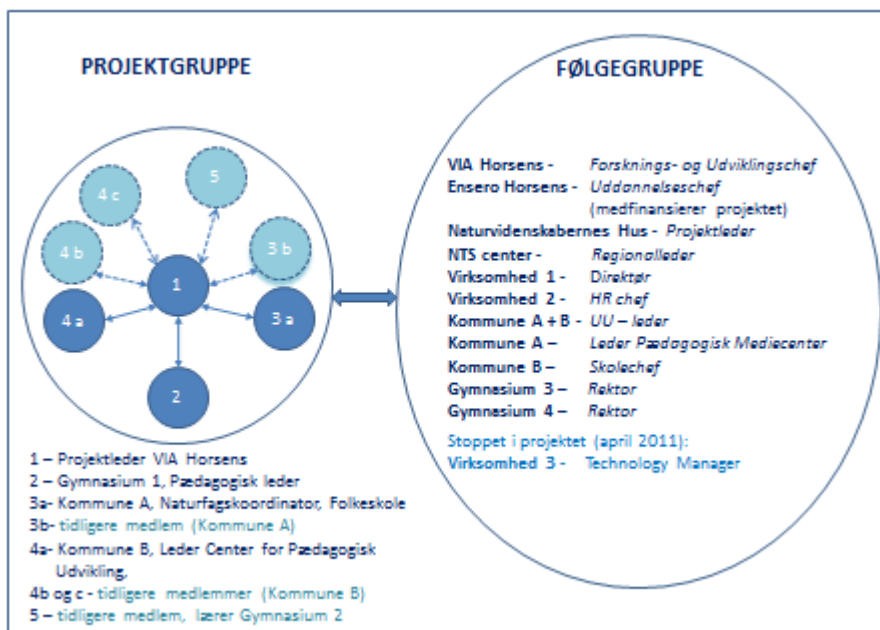 PROJEKTGRUPPE
5
4 c
4 b
3 b
1
4 a
3 a
2
1 – Projektleder VIA Horsens
2 – Gymnasium 1, Pædagogisk leder
3a- Kommune A, Naturfagskoordinator, Folkeskole
3b- tidligere medlem (Kommune A)
4a- Kommune B, Leder Center for Pædagogisk
Udvikling,
4b og c - tidligere medlemmer (Kommune B)
5 – tidligere medlem, lærer Gymnasium 2
FØLGEGRUPPE
VIA Horsens - Forsknings- og Udviklingschef
Ensero Horsens - Uddannelseschef
(medfinansierer projektet)
Naturvidenskabernes Hus - Projektleder
NTS center - Regionalleder
Virksomhed 1 - Direktør
Virksomhed 2 - HR chef
Kommune A + B - UU – leder
Kommune A – Leder Pædagogisk Mediecenter
Kommune B – Skolechef
Gymnasium 3 – Rektor
Gymnasium 4 – Rektor
Stoppet i projektet (april 2011):
Virksomhed 3 - Technology Manager